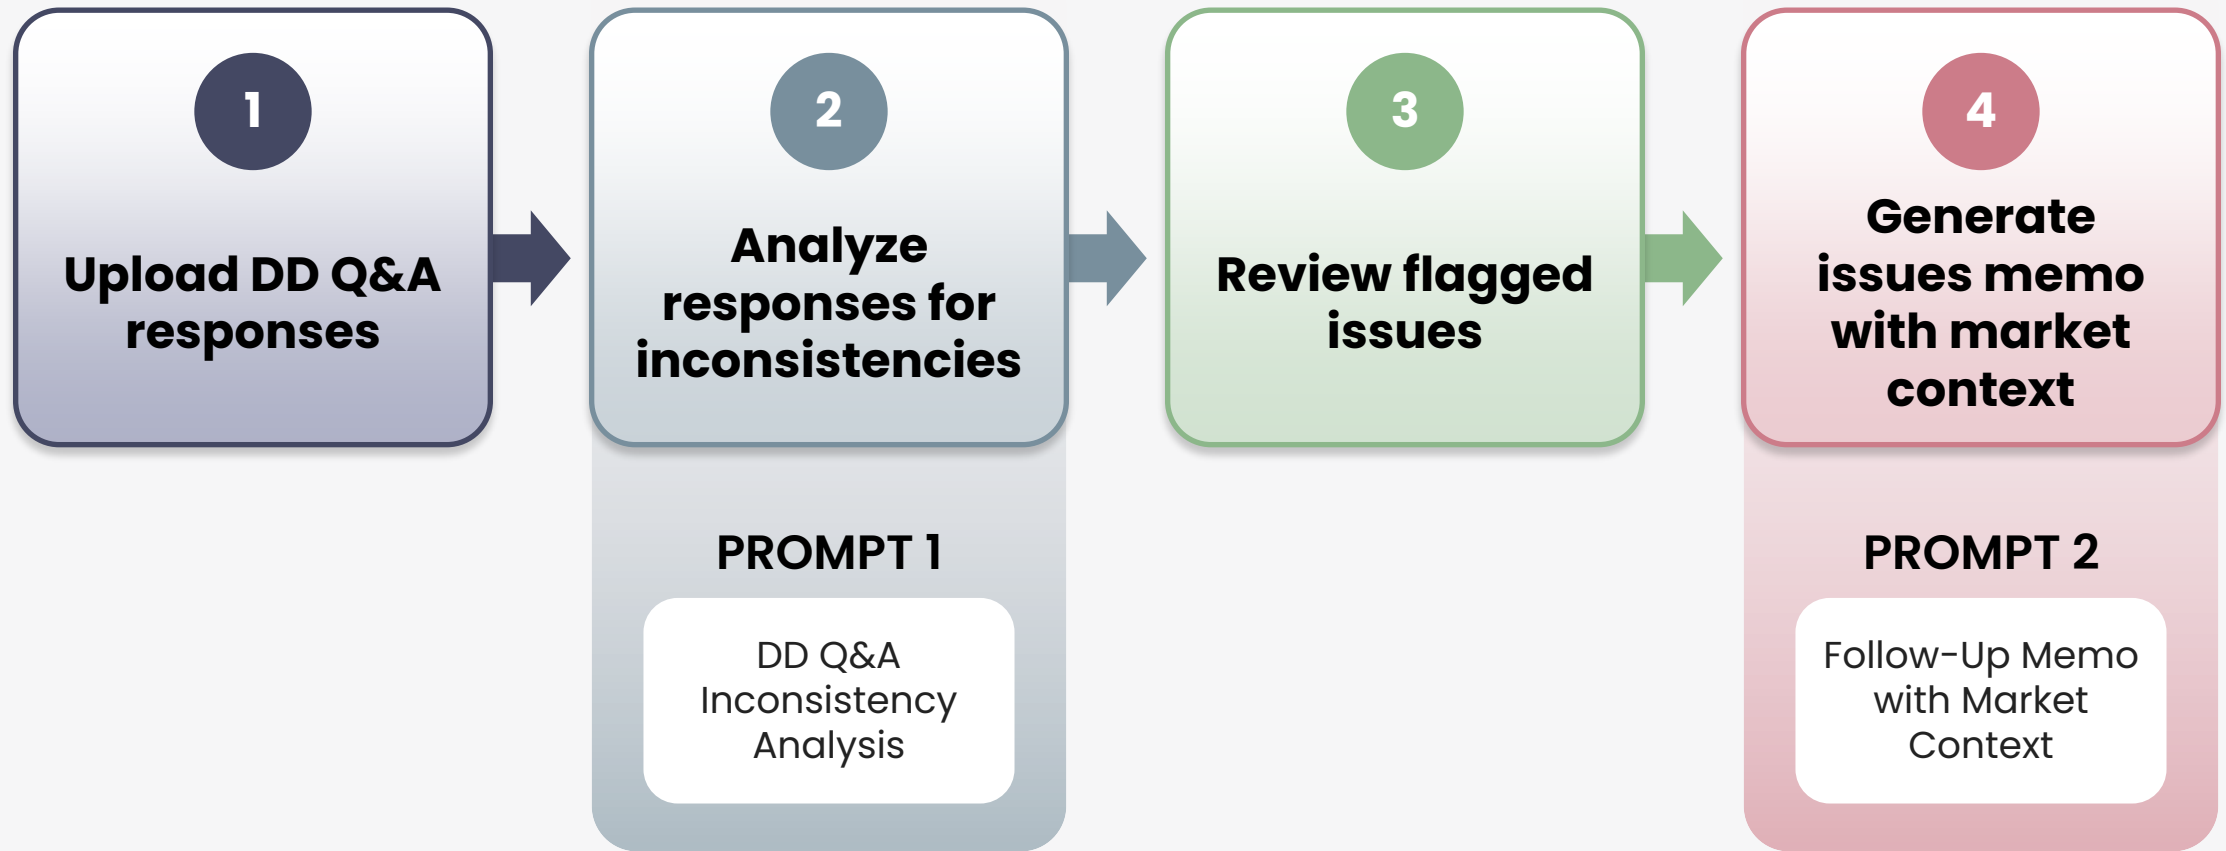 1
Upload DD Q&A
responses
2
Analyze
responses for
inconsistencies
3
Review flagged
issues
4
Generate
issues memo
with market
context
PROMPT 1
DD Q&A
Inconsistency
Analysis
PROMPT 2
Follow-Up Memo
with Market
Context